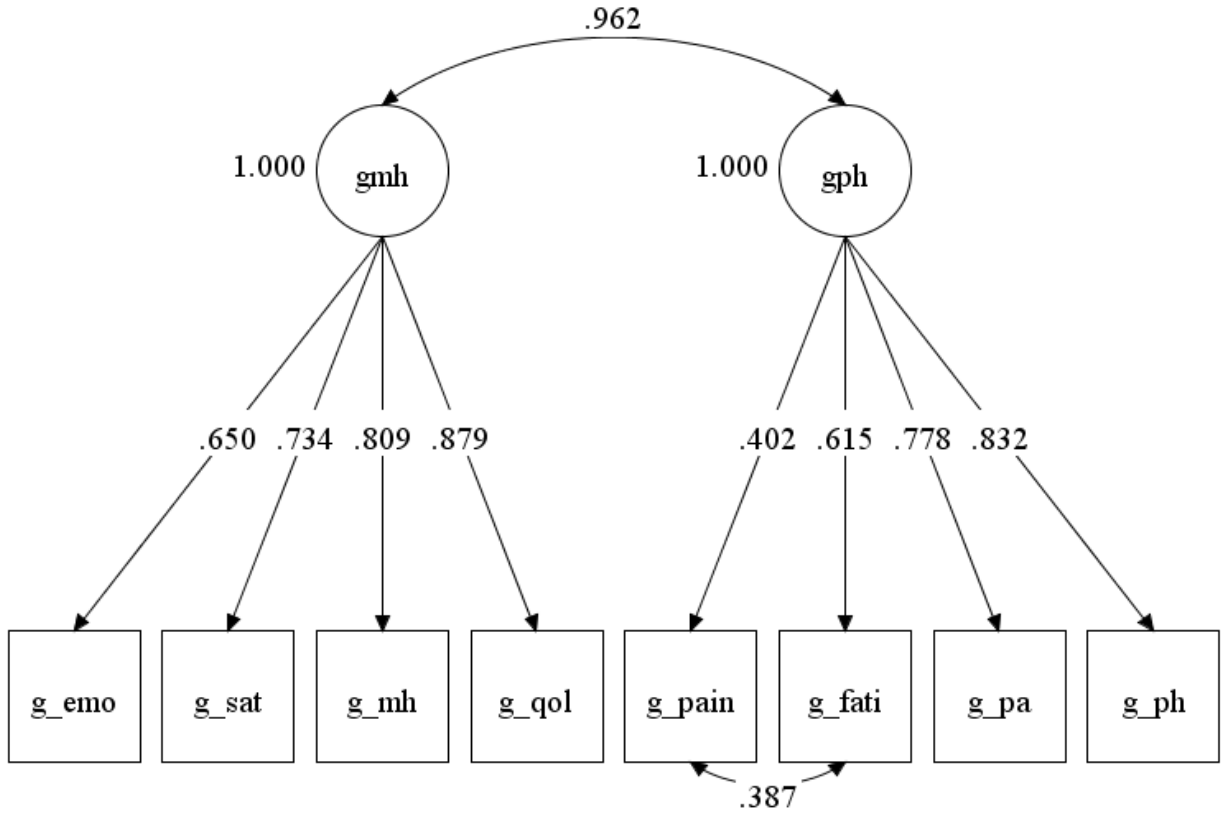 .962
1.000 gmh 1.000 gph
.650 .734 .809 .879 .402 .615 .778 .832
g_emo g_sat g_mh g_qol g_pain g_fati g_pa g_ph
.387